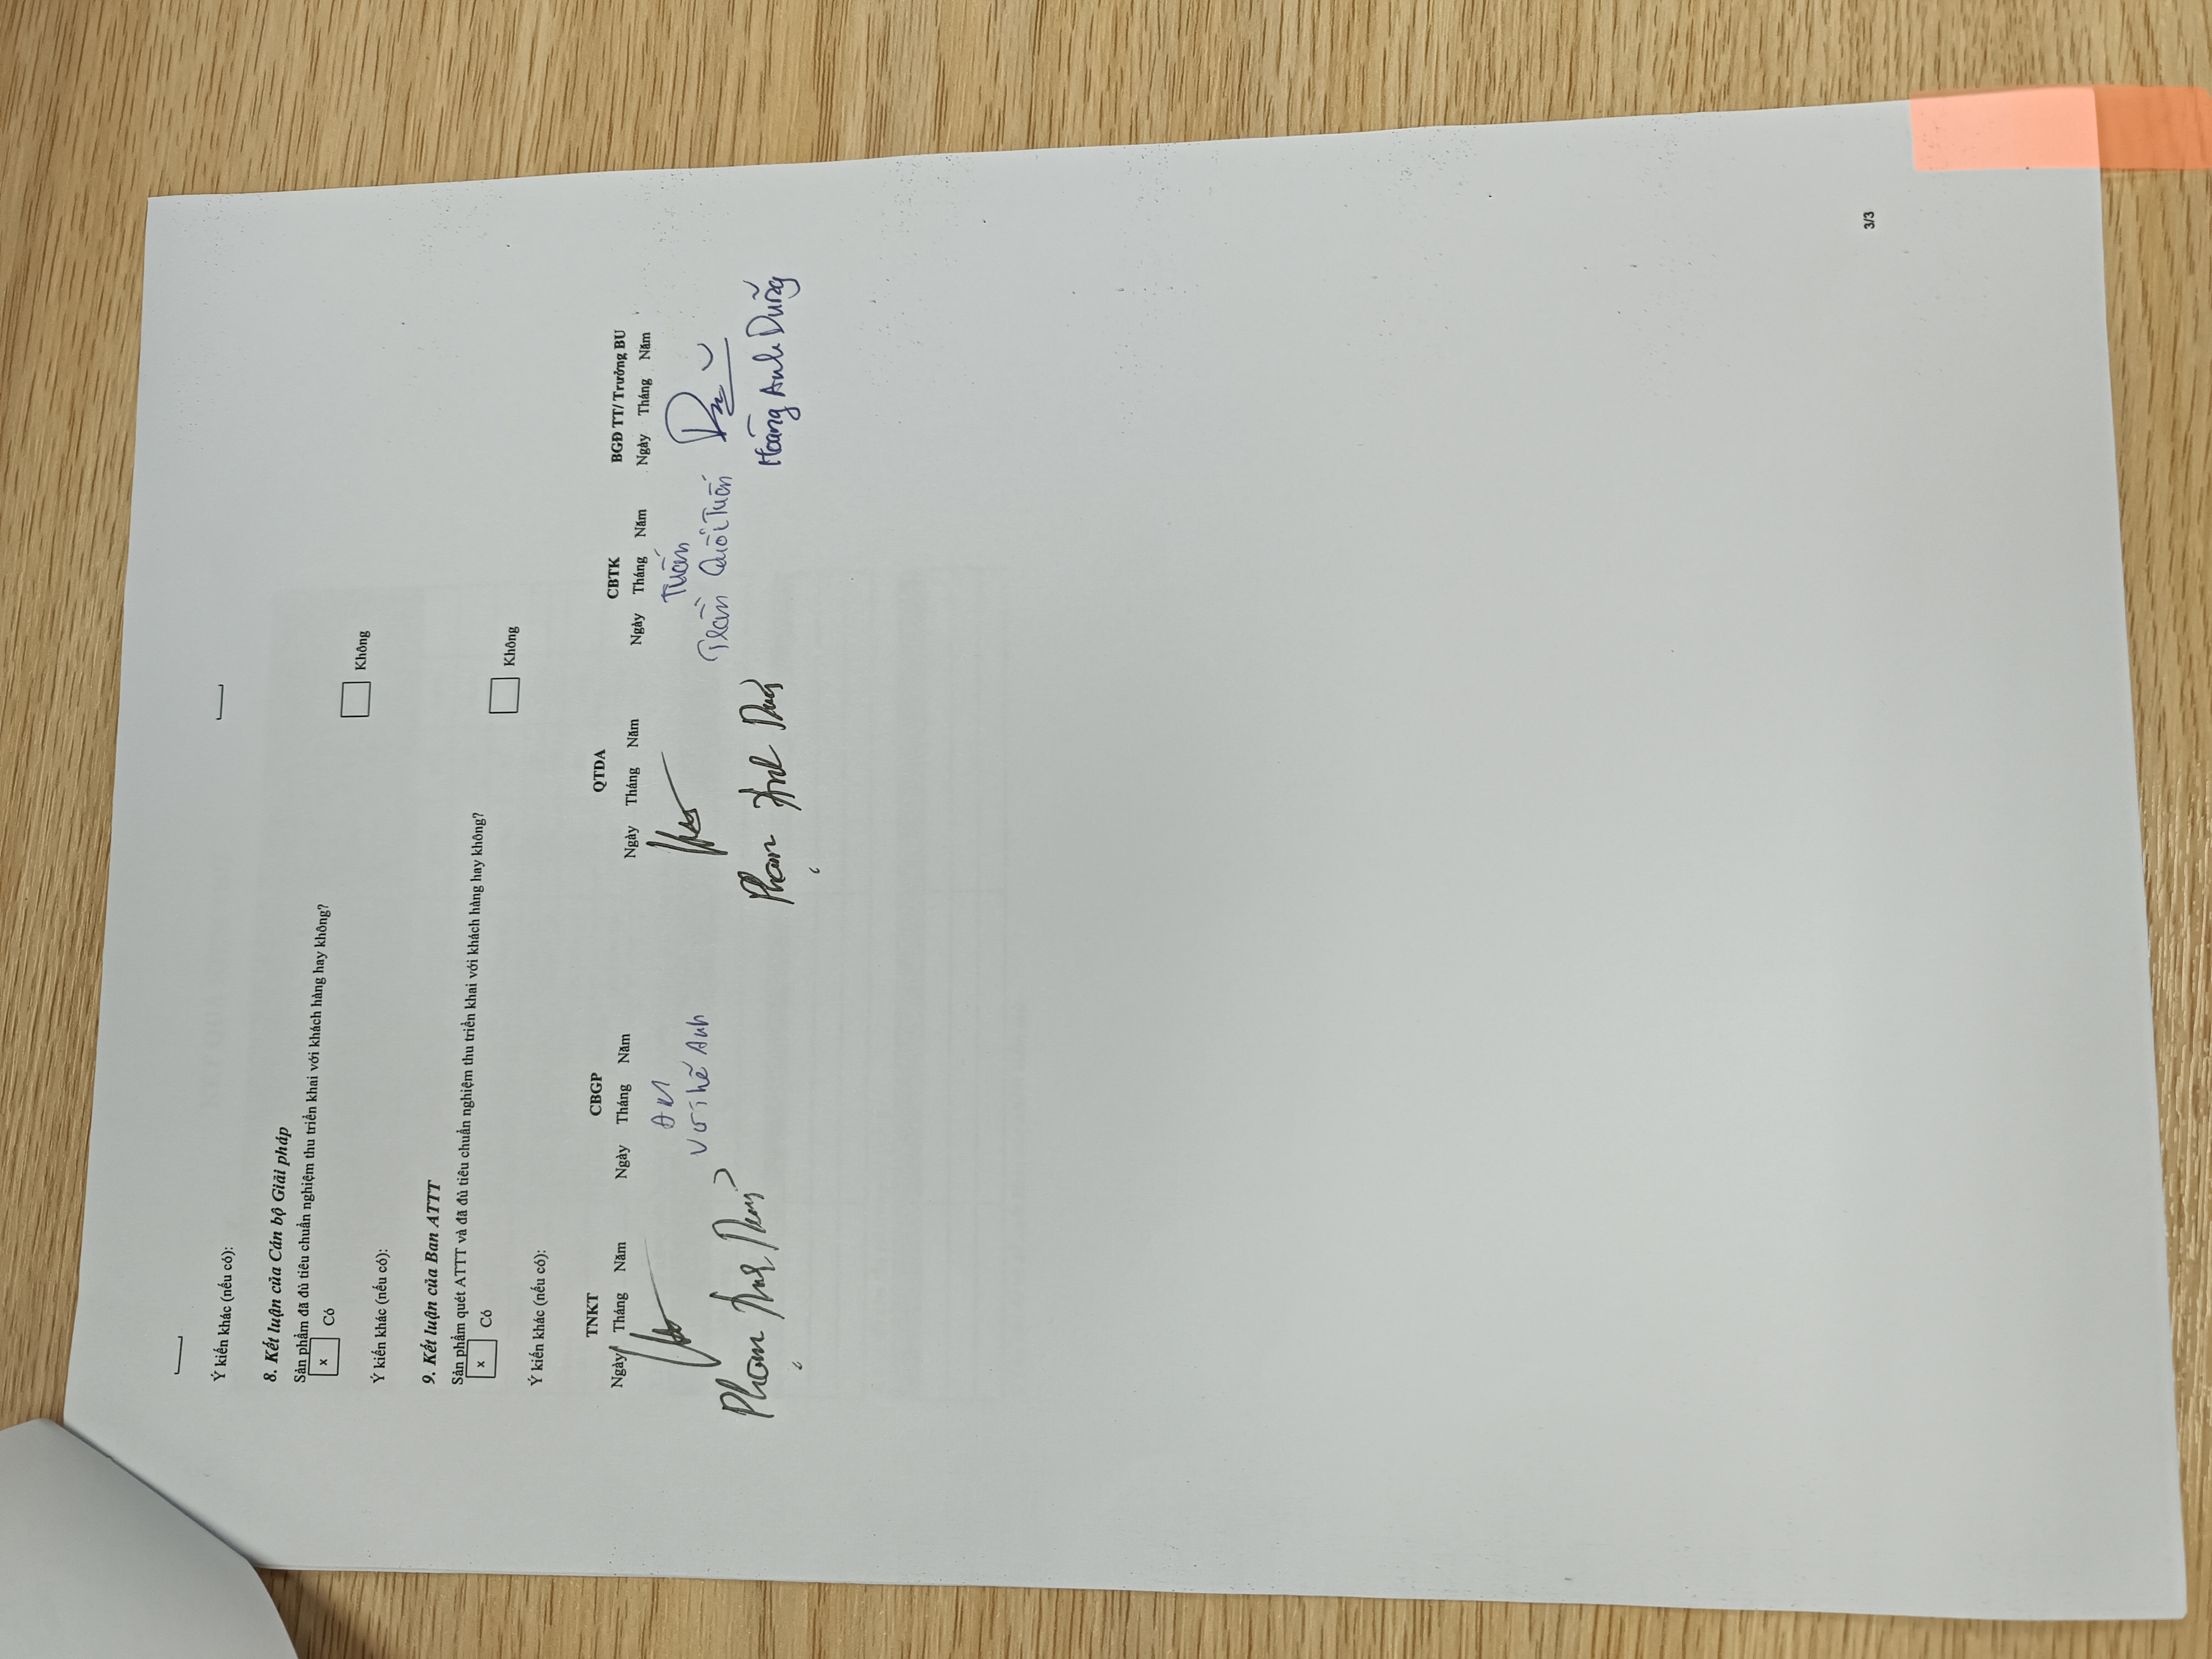 Ý kiến khác (nếu có):
8. Kết luận của Cán bộ Giải pháp
Sản phẩm đã đủ tiêu chuẩn nghiệm thu triển khai với khách hàng hay không?
x Có Không
Ý kiến khác (nếu có):
9. Kết luận của Ban ATTT
Sản phẩm quét ATTT và đã đủ tiêu chuẩn nghiệm thu triển khai với khách hàng hay không?
x Có Không
Ý kiến khác (nếu có):
TNKT CBGP QTDA CBTK BGĐ TT/ Trưởng BU
Ngày Tháng Năm Ngày Tháng Năm Ngày Tháng Năm Ngày Tháng Năm Ngày Tháng Năm
Tuấn
Phạm Anh Vũ Thế Anh Phạm Anh Trần Tuấn Hoàng Anh Dũng
3/3